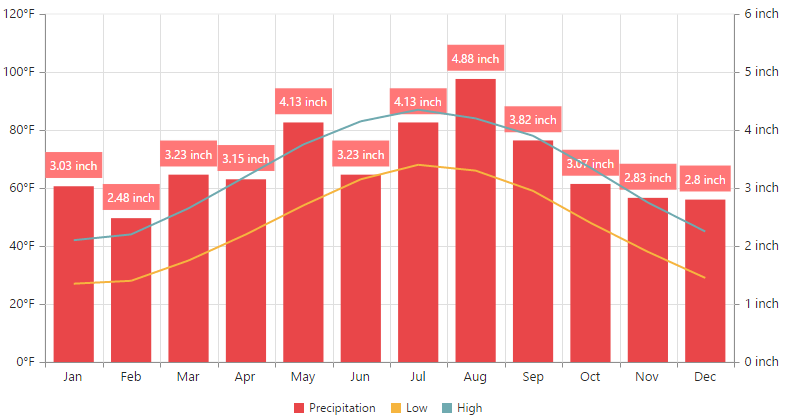 120°F
100°F
80°F
60°F
40°F
20°F
0°F
6 inch
5 inch
4 inch
3 inch
2 inch
1 inch
0 inch
3.03 inch
2.48 inch
3.23 inch
3.15 inch
4.13 inch
3.23 inch
4.13 inch
4.88 inch
3.82 inch
3.07 inch
2.83 inch
2.8 inch
Jan Feb Mar Apr May Jun Jul Aug Sep Oct Nov Dec
Precipitation Low High